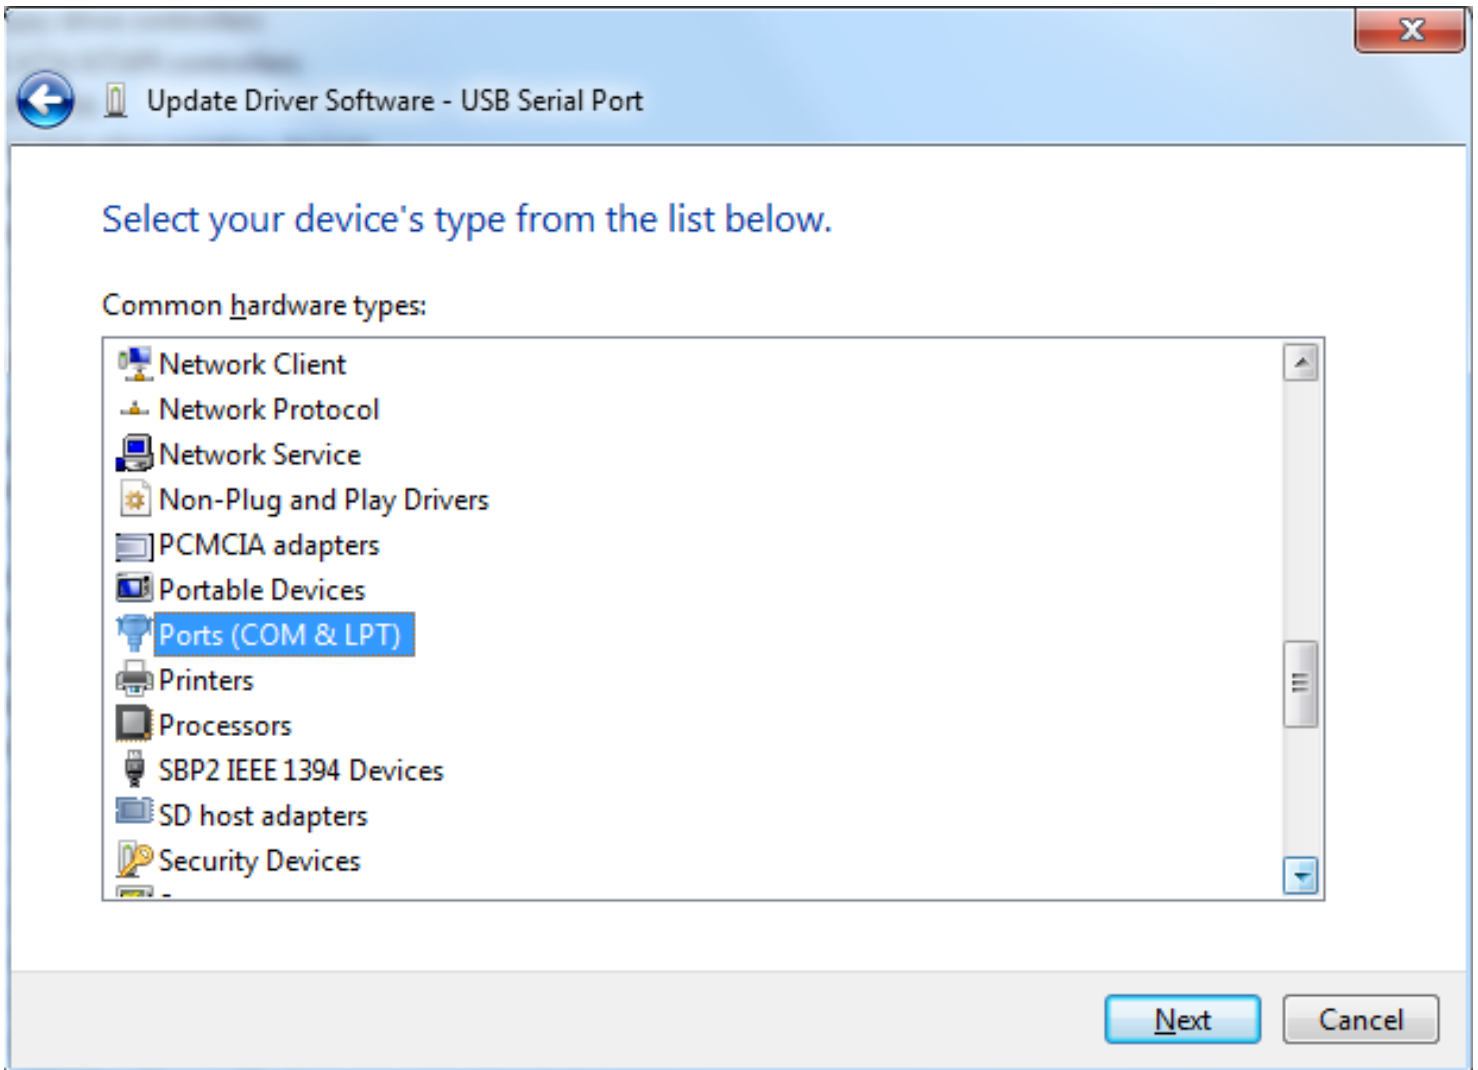 Update Driver Software - USB Serial Port
Select your device's type from the list below.
Common hardware types:
Network Client
Network Protocol
Network Service
Non-Plug and Play Drivers
PCMCIA adapters
Portable Devices
Ports (COM & LPT)
Printers
Processors
SBP2 IEEE 1394 Devices
SD host adapters
Security Devices
Next
Cancel